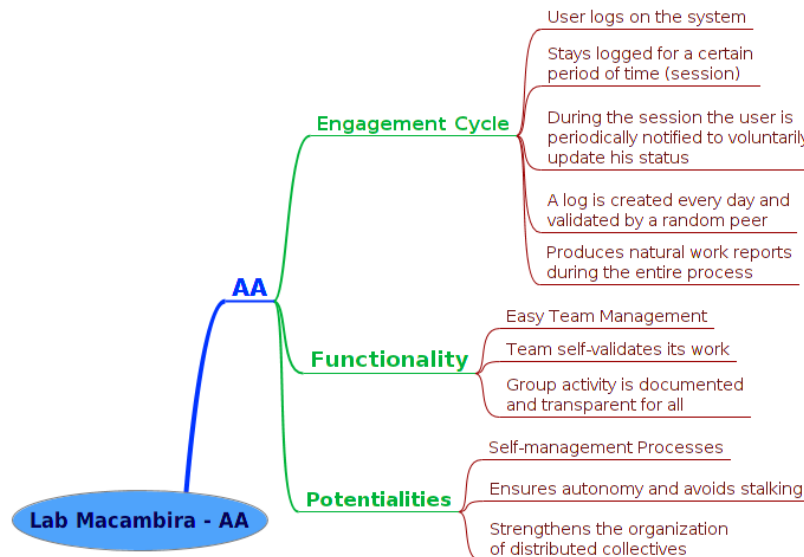 User logs on the system
Stays logged for a certain
period of time (session)
Engagement Cycle
During the session the user is
periodically notified to voluntarily
update his status
A log is created every day and
validated by a random peer
Produces natural work reports
during the entire process
AA
Easy Team Management
Functionality
Team self-validates its work
Group activity is documented
and transparent for all
Self-management Processes
Potentialities
Ensures autonomy and avoids stalking
Strengthens the organization
of distributed collectives
Lab Macambira - AA